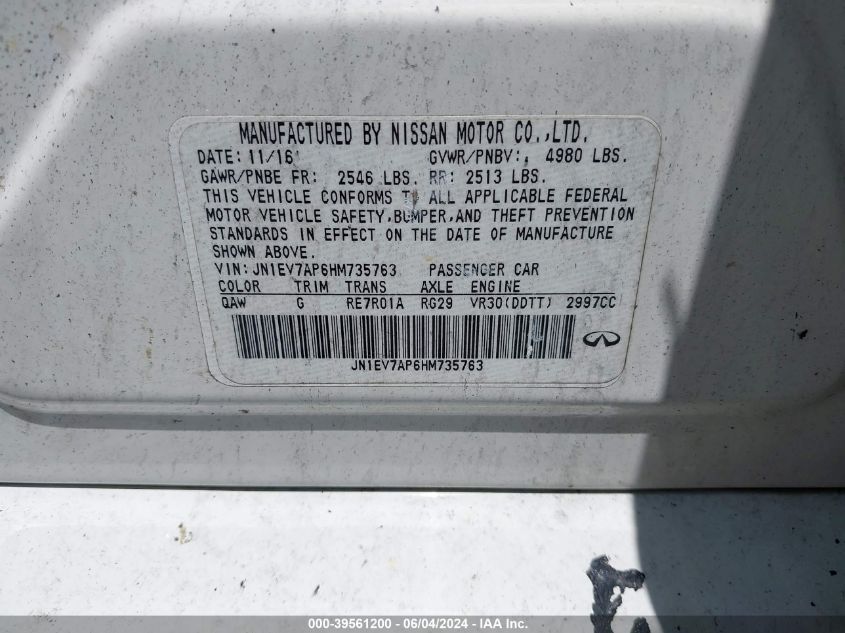 MANUFACTURED BY NISSAN MOTOR CO.,LTD.
DATE: 11/16 GVWR/PNBV: 4980 LBS.
GAWR/PNBE FR: 2546 LBS. RR: 2513 LBS.
THIS VEHICLE CONFORMS TO ALL APPLICABLE FEDERAL
MOTOR VEHICLE SAFETY,BUMPER,AND THEFT PREVENTION
STANDARDS IN EFFECT ON THE DATE OF MANUFACTURE
SHOWN ABOVE.
VIN:JN1EV7AP6HM735763 PASSENGER CAR
COLOR TRIM TRANS AXLE ENGINE
QAW G RE7R01A RG29 VR30(DDTT) 2997CC
JN1EV7AP6HM735763
000-39561200 - 06/04/2024 - IAA Inc.